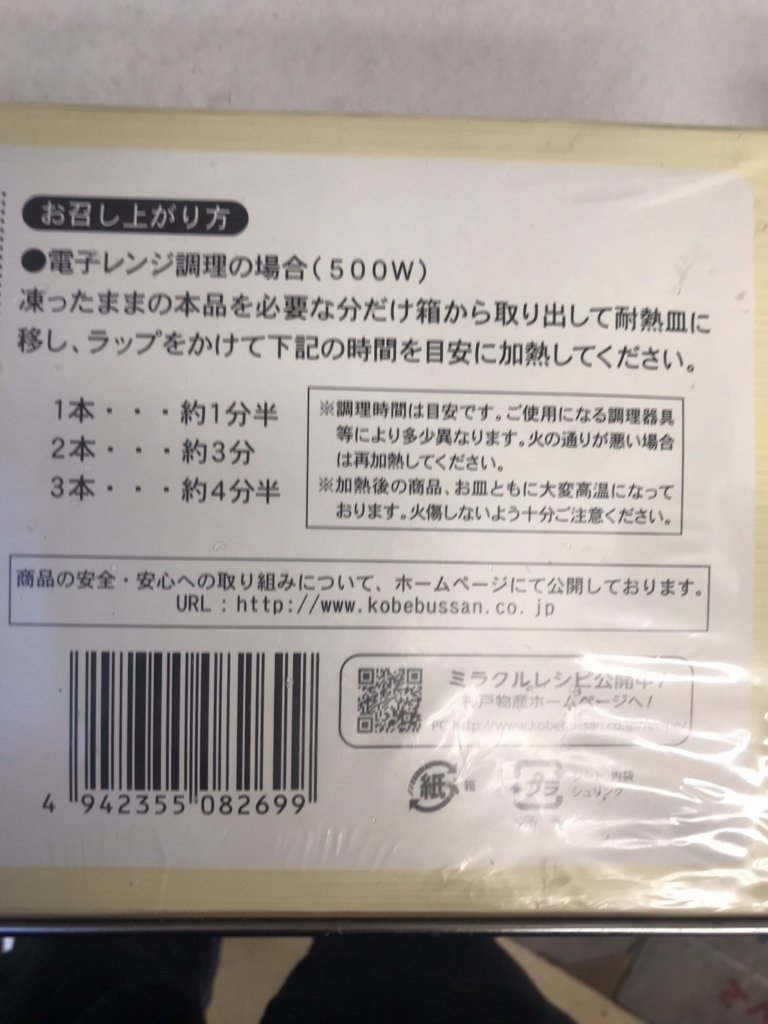 お召し上がり方
●電子レンジ調理の場合(500W)
凍ったままの本品を必要な分だけ箱から取り出して耐熱皿に
移し、ラップをかけて下記の時間を目安に加熱してください。
1本・・・約1分半
2本・・・約3分
3本・・・約4分半
※調理時間は目安です。ご使用になる調理器具
等により多少異なります。火の通りが悪い場合
は再加熱してください。
※加熱後の商品、お皿ともに大変高温になって
おります。火傷しないよう十分ご注意ください。
商品の安全・安心への取り組みについて、ホームページにて公開しております。
URL:http://www.kobebussan.co.jp
ミラクルレシピ公開中!
神戸物産ホームページへ!
PC http://www.kobebussan.co.jp/recipe/
紙 箱
プラ シート 内袋
シュリンク
4 942355 082699